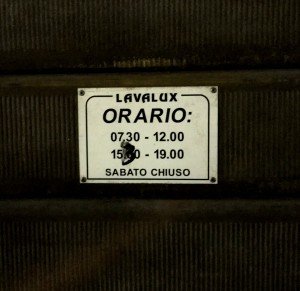 LAVALUX
ORARIO:
07.30 - 12.00
- 19.00
SABATO CHIUSO